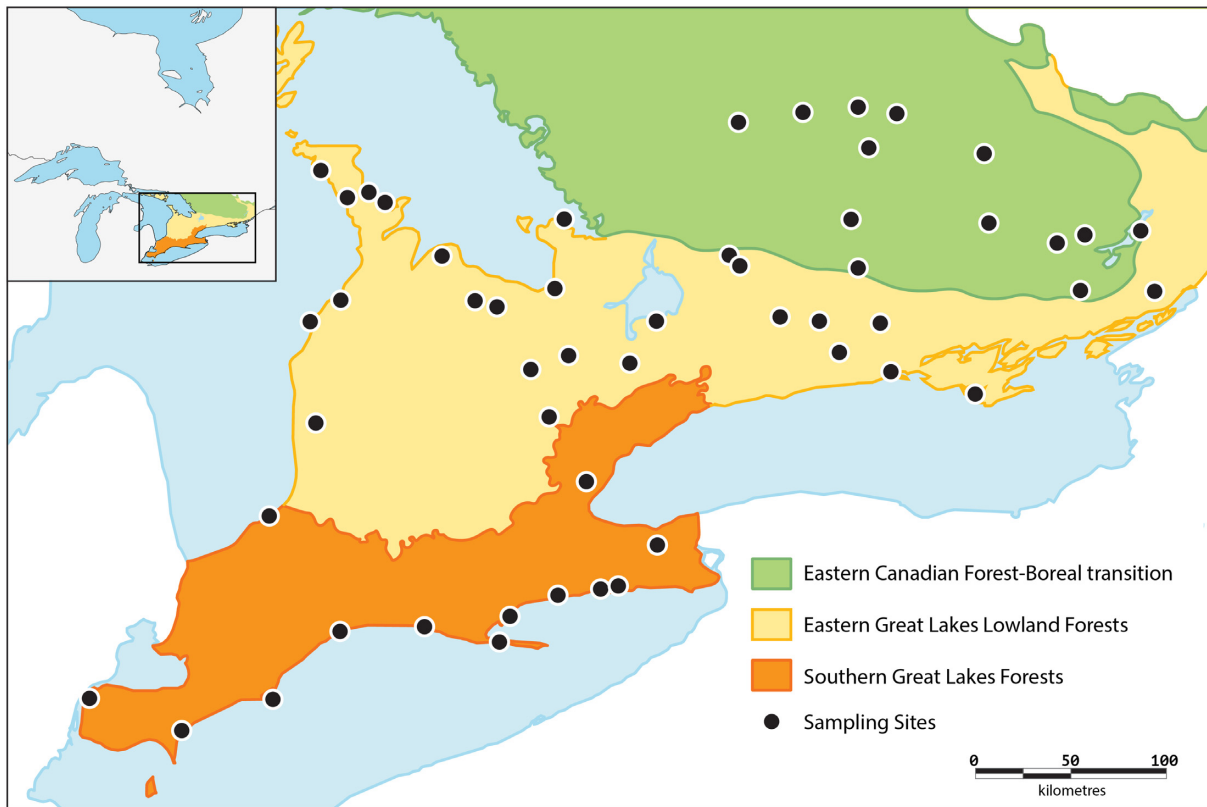 Eastern Canadian Forest-Boreal transition
Eastern Great Lakes Lowland Forests
Southern Great Lakes Forests
Sampling Sites
0 50 100
kilometres